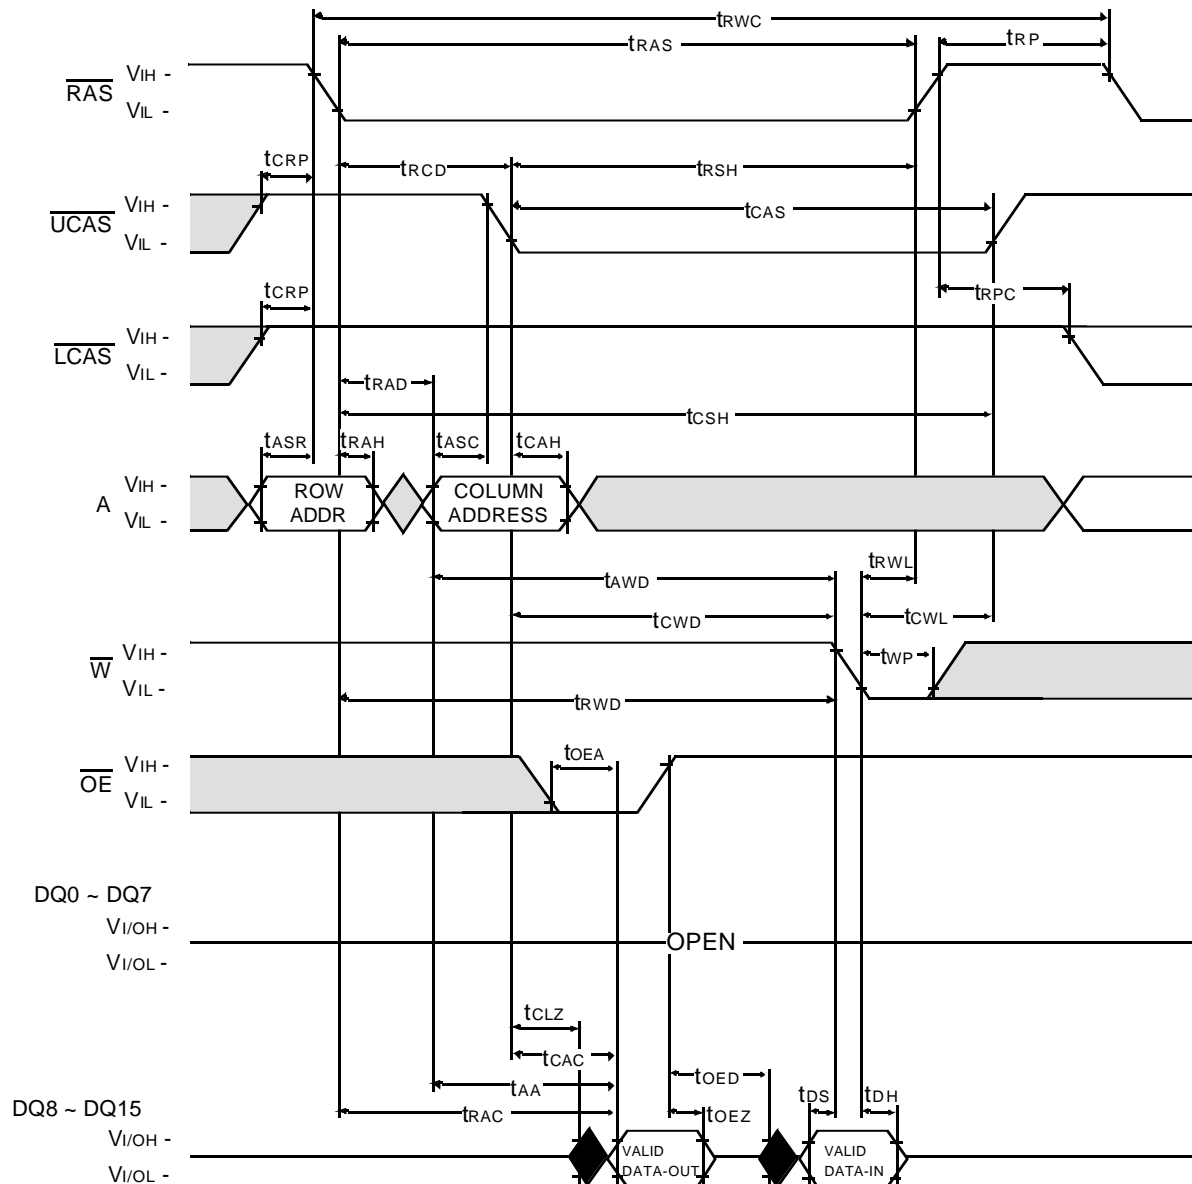 tRWC
tRAS
tRP
RAS
VIH -
VIL -
tCRP
tRCD
tRSH
UCAS
VIH -
VIL -
tCAS
tCRP
tRPC
LCAS
VIH -
VIL -
tRAD
tCSH
tASR
tRAH
tASC
tCAH
A
VIH -
VIL -
ROW
ADDR
COLUMN
ADDRESS
tAWD
tRWL
tCWD
tCWL
W
VIH -
VIL -
tWP
tRWD
OE
VIH -
VIL -
tOEA
DQ0 ~ DQ7
VI/OH -
VI/OL -
OPEN
tCLZ
tCAC
tAA
tOED
tRAC
tOEZ
tDS
tDH
DQ8 ~ DQ15
VI/OH -
VI/OL -
VALID
DATA-OUT
VALID
DATA-IN